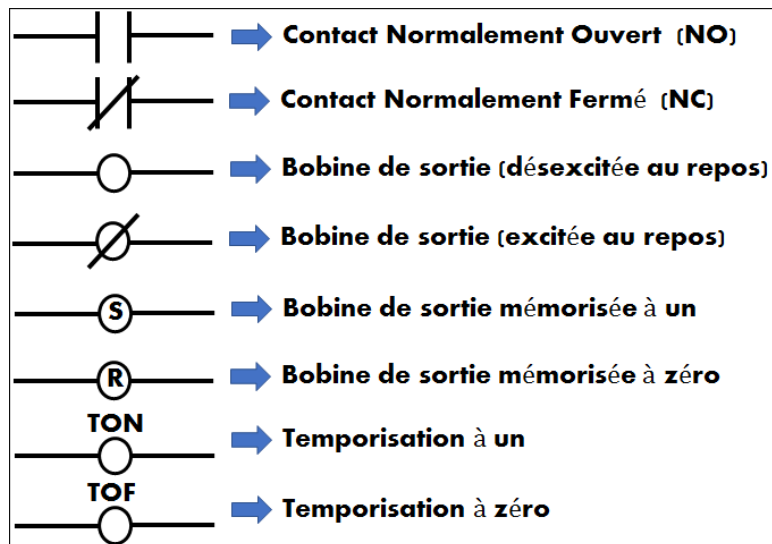 Contact Normalement Ouvert (NO)
Contact Normalement Fermé (NC)
Bobine de sortie (désexcitée au repos)
Bobine de sortie (excitée au repos)
S Bobine de sortie mémorisée à un
R Bobine de sortie mémorisée à zéro
TON
Temporisation à un
TOF
Temporisation à zéro